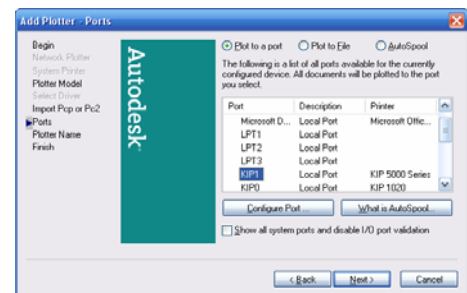 Add Plotter - Ports
Begin
Network Plotter
System Printer
Plotter Model
Select Driver
Import Pcp or Pc2
Ports
Plotter Name
Finish
Autodesk
Plot to a port Plot to File AutoSpool
The following is a list of all ports available for the currently
configured device. All documents will be plotted to the port
you select.
Port Description Printer
Microsoft D... Local Port Microsoft Offic...
LPT1 Local Port
LPT2 Local Port
LPT3 Local Port
KIP1 Local Port KIP 5000 Series
KIP0 Local Port KIP 1020
Configure Port ... What is AutoSpool...
Show all system ports and disable I/O port validation
< Back Next > Cancel